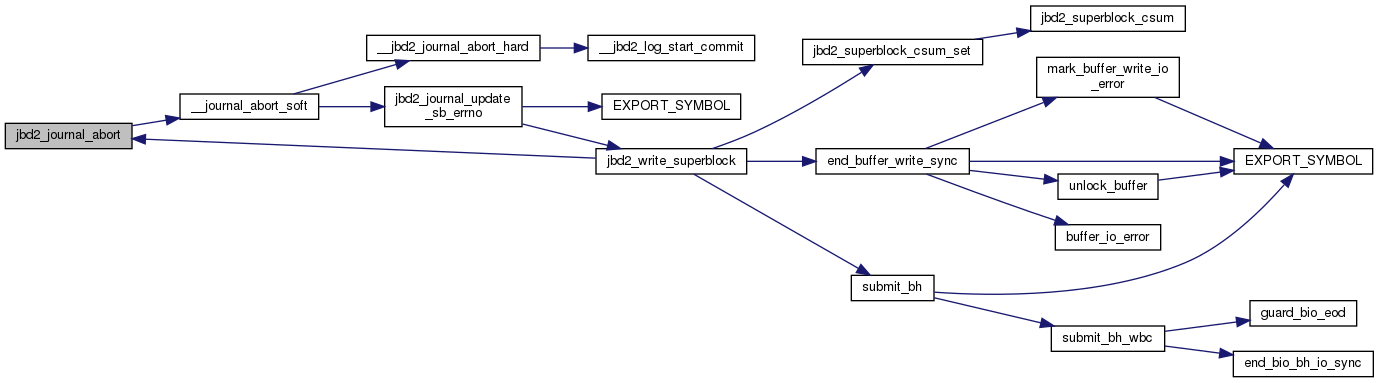 jbd2_journal_abort
__journal_abort_soft
__jbd2_journal_abort_hard
__jbd2_log_start_commit
jbd2_journal_update
_sb_errno
EXPORT_SYMBOL
jbd2_write_superblock
jbd2_superblock_csum_set
jbd2_superblock_csum
end_buffer_write_sync
mark_buffer_write_io
_error
EXPORT_SYMBOL
unlock_buffer
buffer_io_error
submit_bh
submit_bh_wbc
guard_bio_eod
end_bio_bh_io_sync